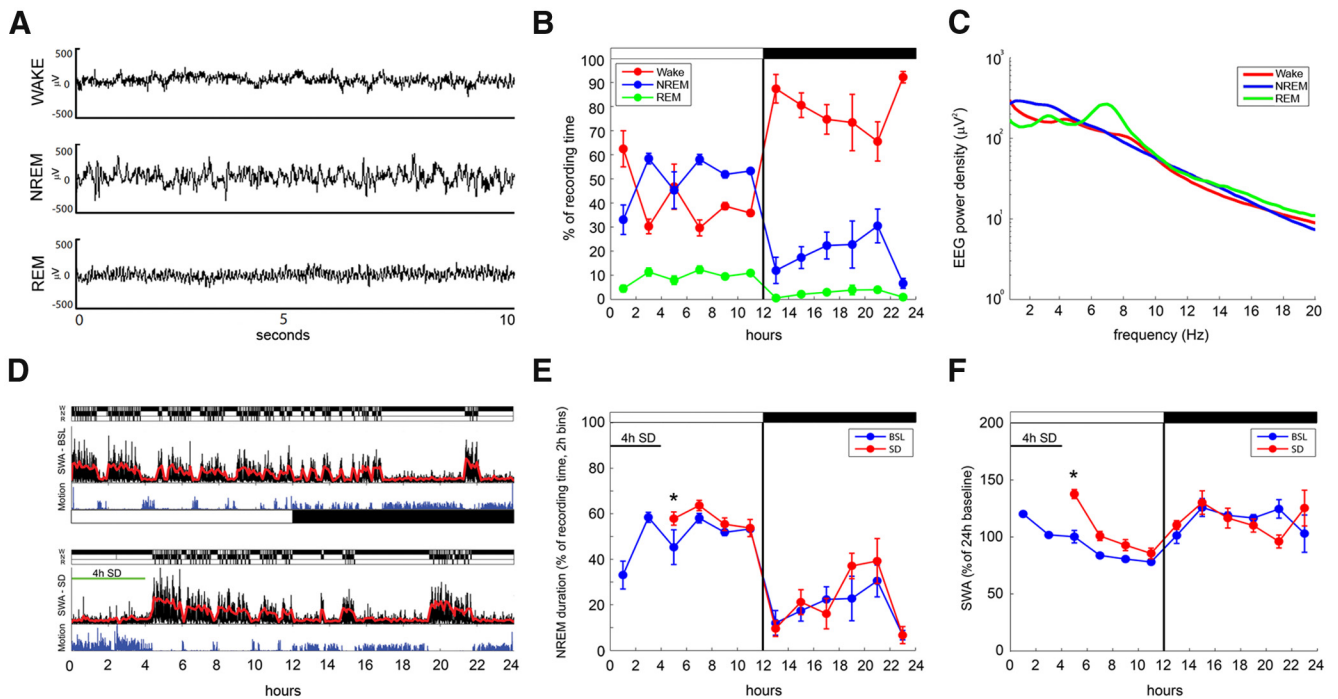 A
WAKE
500
μV
0
-500
NREM
500
μV
0
-500
REM
500
μV
0
-500
0 5 10
seconds
B
% of recording time
100
90
80
70
60
50
40
30
20
10
0
Wake
NREM
REM
0 2 4 6 8 10 12 14 16 18 20 22 24
hours
C
EEG power density (μV²)
10³
10²
10¹
10⁰
Wake
NREM
REM
2 4 6 8 10 12 14 16 18 20
frequency (Hz)
D
W
N
R
SWA - BSL
Motion
W
N
R
4h SD
SWA - SD
Motion
0 2 4 6 8 10 12 14 16 18 20 22 24
hours
E
NREM duration (% of recording time, 2h bins)
100
80
60
40
20
0
4h SD
*
BSL
SD
0 2 4 6 8 10 12 14 16 18 20 22 24
hours
F
SWA (% of 24h baseline)
200
150
100
50
0
4h SD
*
BSL
SD
0 2 4 6 8 10 12 14 16 18 20 22 24
hours